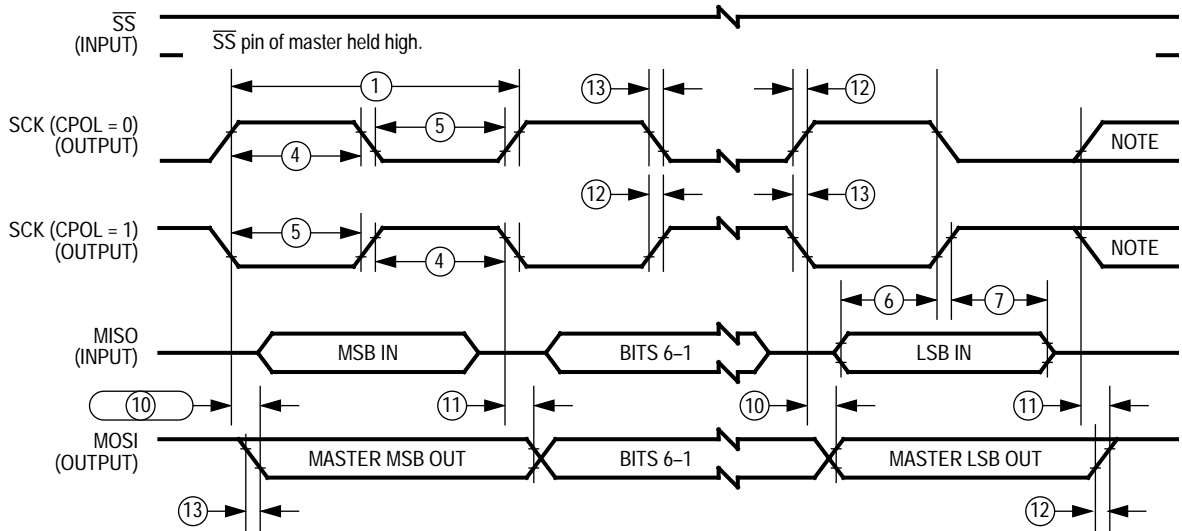 SS
(INPUT)
SS pin of master held high.
1
13
12
SCK (CPOL = 0)
(OUTPUT)
5
4
NOTE
12
13
SCK (CPOL = 1)
(OUTPUT)
5
4
NOTE
6
7
MISO
(INPUT)
MSB IN
BITS 6–1
LSB IN
10
11
10
11
MOSI
(OUTPUT)
MASTER MSB OUT
BITS 6–1
MASTER LSB OUT
13
12